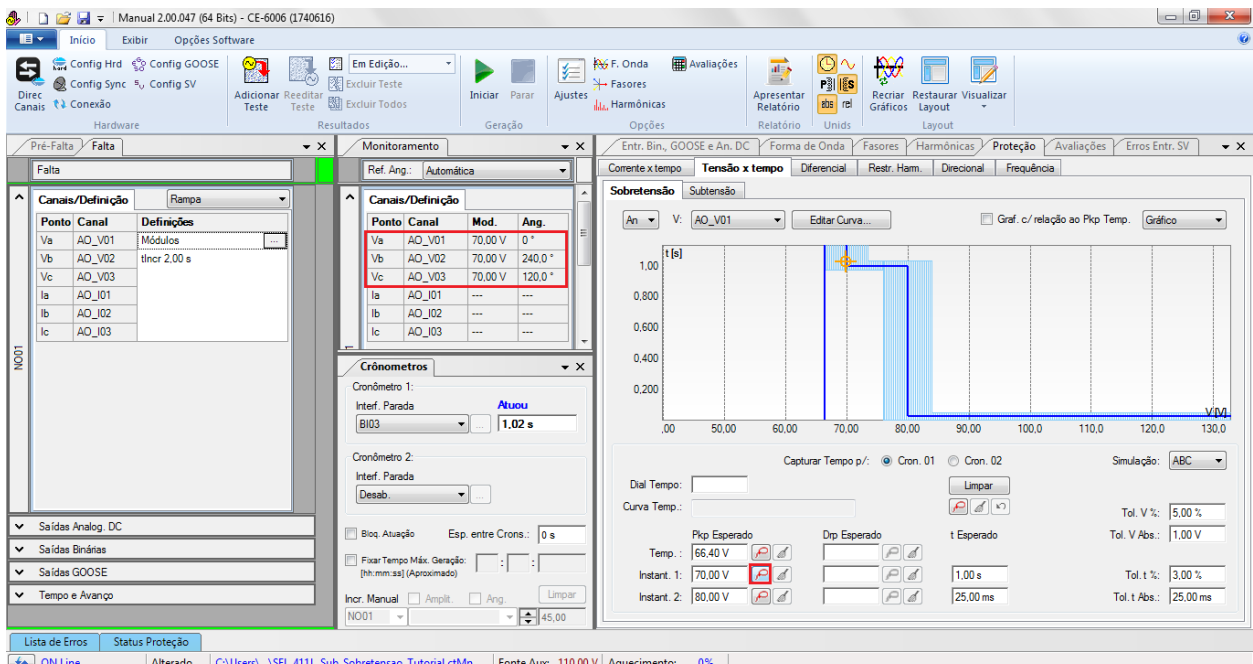 Manual 2.00.047 (64 Bits) - CE-6006 (1740616)
Início Exibir Opções Software
Direc Canais
Config Hrd
Config GOOSE
Config Sync
Config SV
Conexão
Hardware
Adicionar Teste
Reeditar Teste
Em Edição...
Excluir Teste
Excluir Todos
Resultados
Iniciar
Parar
Geração
Ajustes
F. Onda
Avaliações
Fasores
Harmônicas
Opções
Apresentar Relatório
Relatório
abs rel
Unids
Recriar Gráficos
Restaurar Layout
Visualizar
Layout
Pré-Falta Falta
Falta
Canais/Definição Rampa
Ponto Canal Definições
Va AO_V01 Módulos ...
Vb AO_V02 tIncr 2,00 s
Vc AO_V03
Ia AO_I01
Ib AO_I02
Ic AO_I03
NO01
Saídas Analog. DC
Saídas Binárias
Saídas GOOSE
Tempo e Avanço
Monitoramento
Ref. Ang.: Automática
Canais/Definição
Ponto Canal Mod. Ang.
Va AO_V01 70,00 V 0 °
Vb AO_V02 70,00 V 240,0 °
Vc AO_V03 70,00 V 120,0 °
Ia AO_I01 --- ---
Ib AO_I02 --- ---
Ic AO_I03 --- ---
Crônometros
Cronômetro 1:
Interf. Parada Atuou
BI03 ... 1,02 s
Cronômetro 2:
Interf. Parada
Desab. ...
Bloq. Atuação Esp. entre Crons.: 0 s
Fixar Tempo Máx. Geração: : :
[hh:mm:ss] (Aproximado)
Incr. Manual Amplit. Ang. Limpar
NO01 45,00
Entr. Bin., GOOSE e An. DC Forma de Onda Fasores Harmônicas Proteção Avaliações Erros Entr. SV
Corrente x tempo Tensão x tempo Diferencial Restr. Harm. Direcional Frequência
Sobretensão Subtensão
An V: AO_V01 Editar Curva... Graf. c/ relação ao Pkp Temp. Gráfico
t [s]
1,00
0,800
0,600
0,400
0,200
V [V]
,00 50,00 60,00 70,00 80,00 90,00 100,0 110,0 120,0 130,0
Capturar Tempo p/: Cron. 01 Cron. 02 Simulação: ABC
Dial Tempo: Limpar
Curva Temp.: Tol. V %: 5,00 %
Pkp Esperado Drp Esperado t Esperado Tol. V Abs.: 1,00 V
Temp. : 66,40 V
Instant. 1: 70,00 V 1,00 s Tol. t %: 3,00 %
Instant. 2: 80,00 V 25,00 ms Tol. t Abs.: 25,00 ms
Lista de Erros Status Proteção
ON Line Alterado C:\Users\...\SEL_411L_Sub_Sobretensao_Tutorial.ctMn Fonte Aux: 110,00 V Aquecimento: 0%